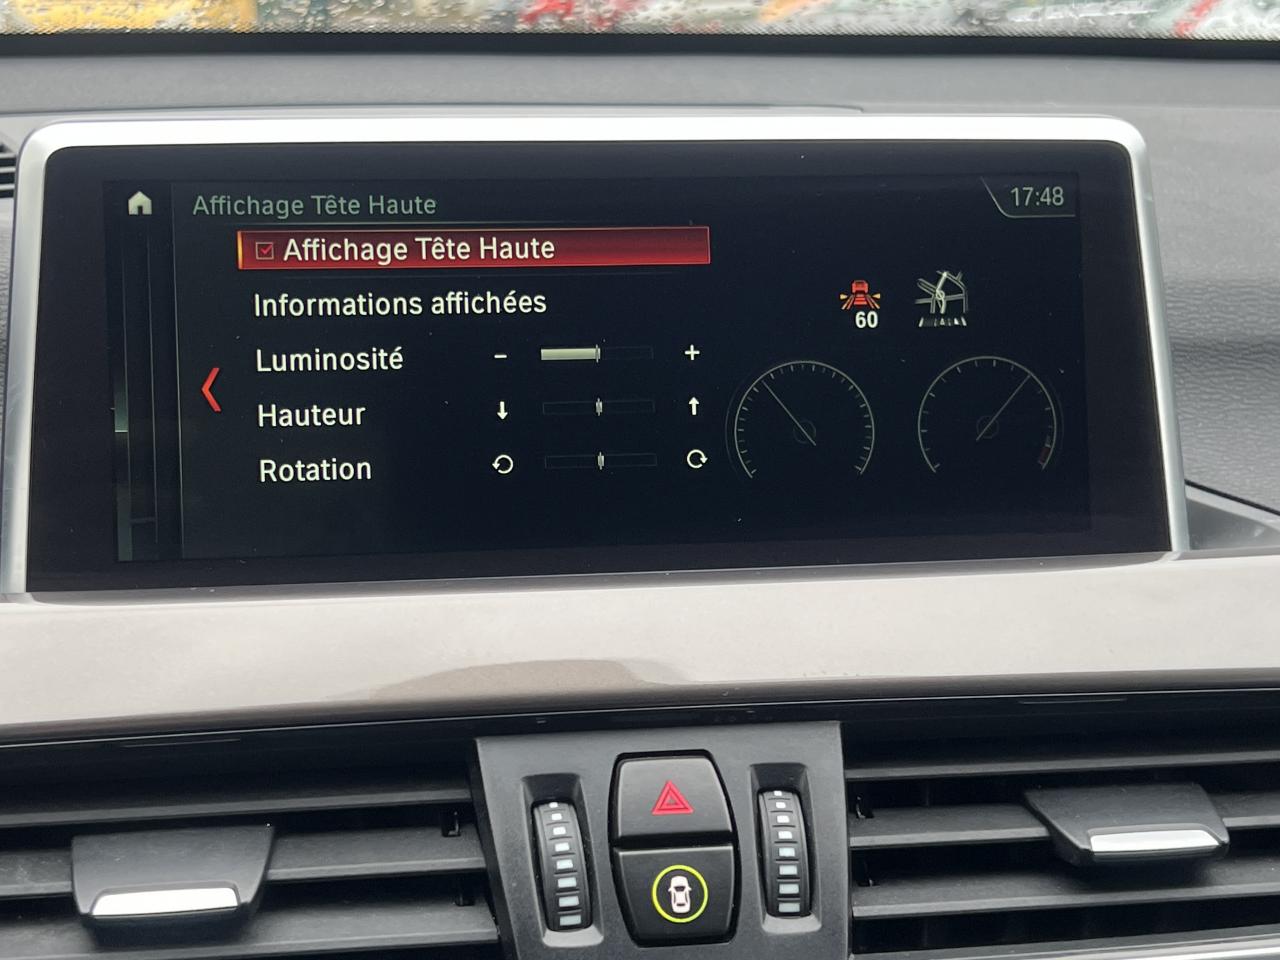 Affichage Tête Haute
17:48
Affichage Tête Haute
Informations affichées
60
Luminosité - +
Hauteur
Rotation